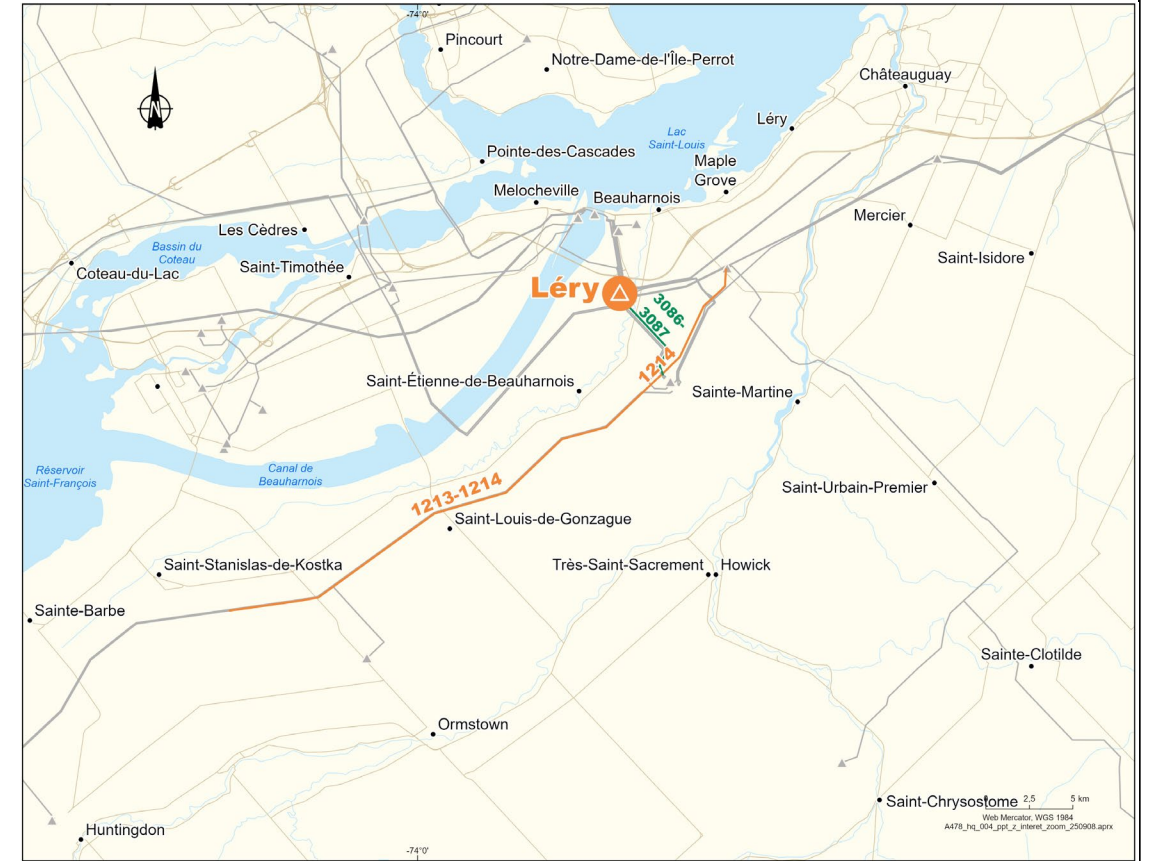 -74°0'
Pincourt
Notre-Dame-de-l'Île-Perrot
Châteauguay
N
Léry
Lac
Saint-Louis
Pointe-des-Cascades
Maple
Grove
Melocheville
Beauharnois
Mercier
Les Cèdres
Bassin du
Coteau
Saint-Isidore
Coteau-du-Lac
Saint-Timothée
Léry
3086-
3087
1214
Saint-Étienne-de-Beauharnois
Sainte-Martine
Réservoir
Saint-François
Canal de
Beauharnois
1213-1214
Saint-Urbain-Premier
Saint-Louis-de-Gonzague
Saint-Stanislas-de-Kostka
Très-Saint-Sacrement
Howick
Sainte-Barbe
Sainte-Clotilde
Ormstown
Saint-Chrysostome
0 2,5 5 km
Web Mercator, WGS 1984
A478_hq_004_ppt_z_interet_zoom_250908.aprx
Huntingdon
-74°0'